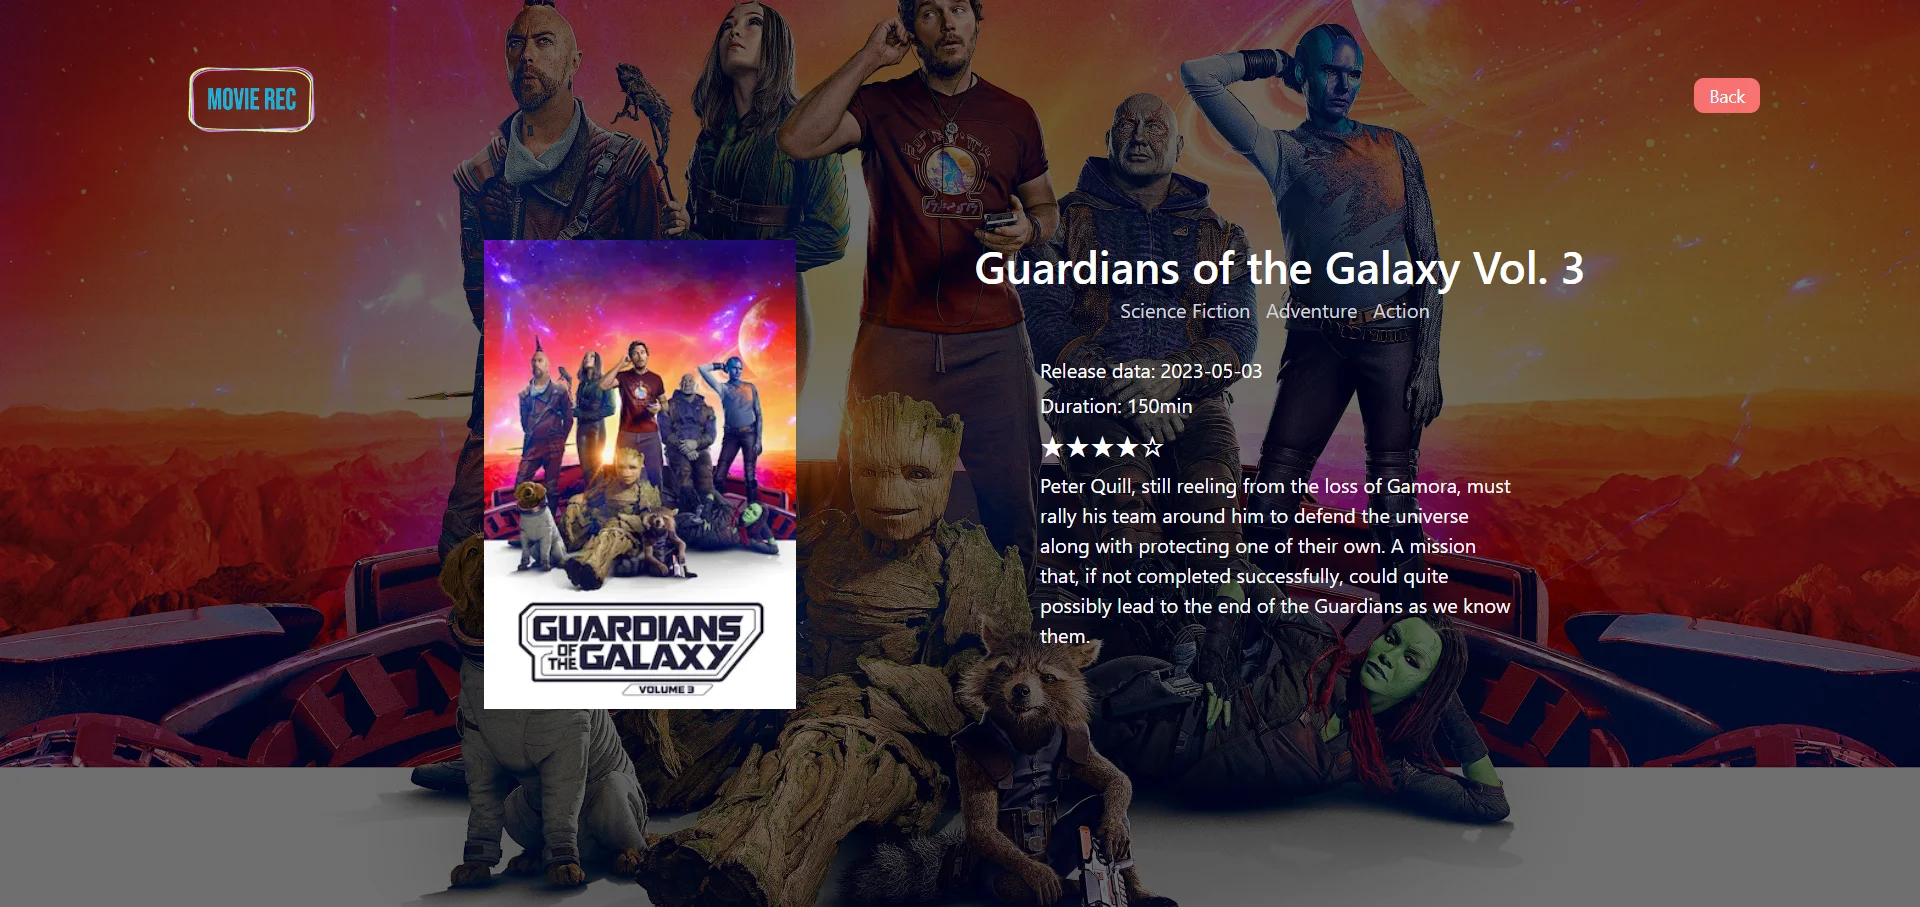 MOVIE REC
Back
Guardians of the Galaxy Vol. 3
Science Fiction Adventure Action
Release data: 2023-05-03
Duration: 150min
★★★★☆
Peter Quill, still reeling from the loss of Gamora, must
rally his team around him to defend the universe
along with protecting one of their own. A mission
that, if not completed successfully, could quite
possibly lead to the end of the Guardians as we know
them.
GUARDIANS
OF
THE GALAXY
VOLUME 3